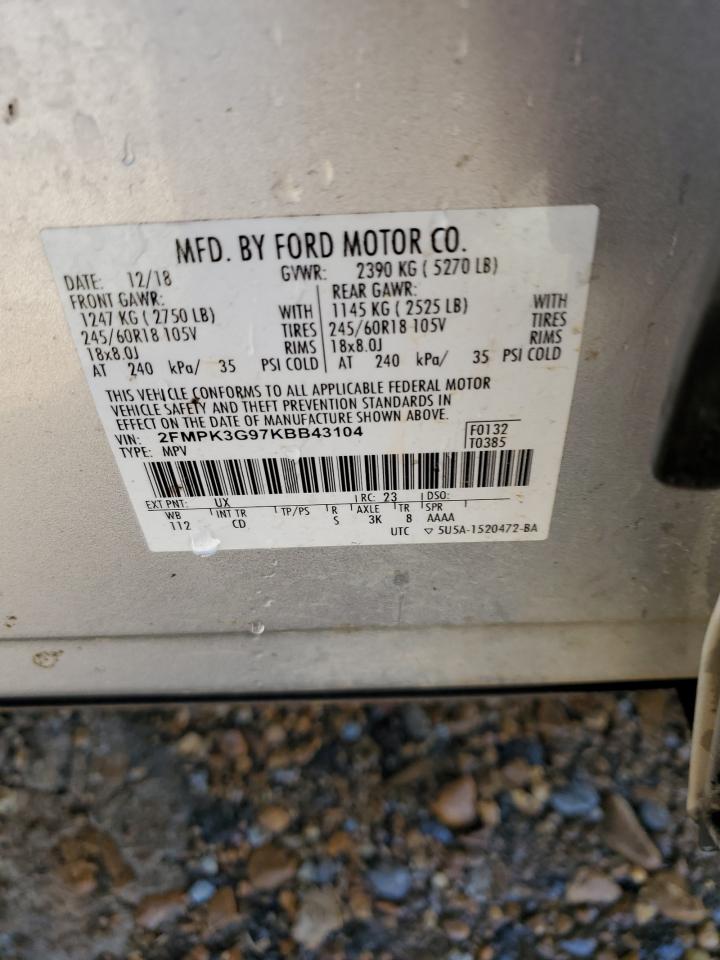 MFD. BY FORD MOTOR CO.
DATE: 12/18 GVWR: 2390 KG ( 5270 LB)
FRONT GAWR: REAR GAWR:
1247 KG ( 2750 LB) WITH 1145 KG ( 2525 LB) WITH
245/60R18 105V TIRES 245/60R18 105V TIRES
18x8.0J RIMS 18x8.0J RIMS
AT 240 kPa/ 35 PSI COLD AT 240 kPa/ 35 PSI COLD
THIS VEHICLE CONFORMS TO ALL APPLICABLE FEDERAL MOTOR
VEHICLE SAFETY AND THEFT PREVENTION STANDARDS IN
EFFECT ON THE DATE OF MANUFACTURE SHOWN ABOVE.
VIN: 2FMPK3G97KBB43104 F0132
TYPE: MPV T0385
EXT PNT: UX RC: 23 DSO:
WB INT TR TP/PS R AXLE TR SPR
112 CD S 3K 8 AAAA
UTC ▽ 5U5A-1520472-BA